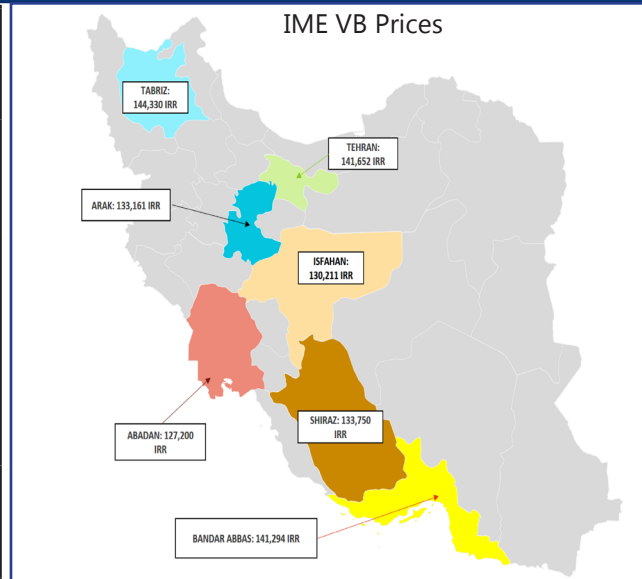 IME VB Prices
TABRIZ:
144,330 IRR
TEHRAN:
141,652 IRR
ARAK: 133,161 IRR
ISFAHAN:
130,211 IRR
ABADAN: 127,200
IRR
SHIRAZ: 133,750
IRR
BANDAR ABBAS: 141,294 IRR